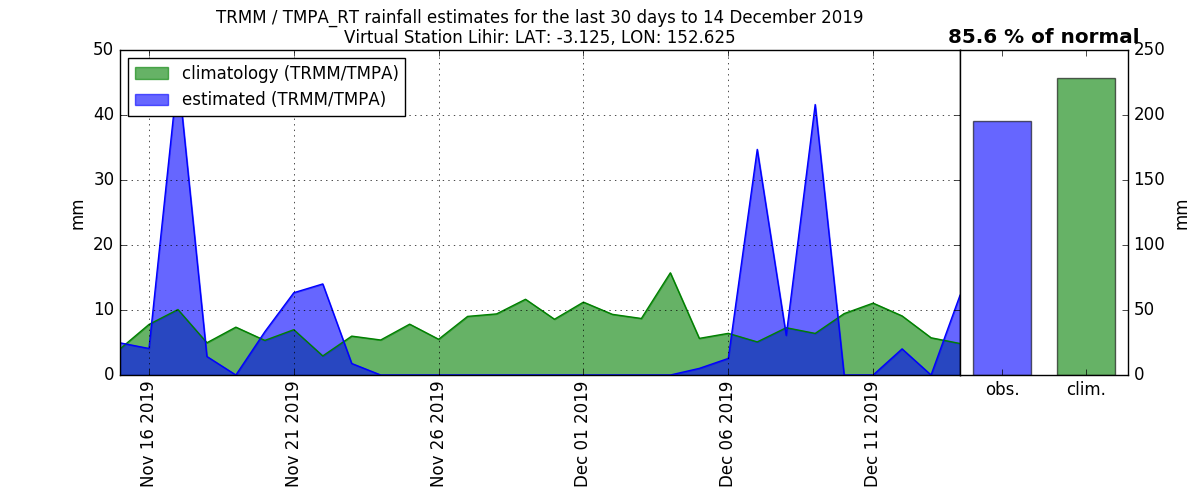 TRMM / TMPA_RT rainfall estimates for the last 30 days to 14 December 2019
Virtual Station Lihir: LAT: -3.125, LON: 152.625
85.6 % of normal
climatology (TRMM/TMPA)
estimated (TRMM/TMPA)
50
40
30
20
10
0
mm
Nov 16 2019
Nov 21 2019
Nov 26 2019
Dec 01 2019
Dec 06 2019
Dec 11 2019
obs.
clim.
250
200
150
100
50
0
mm